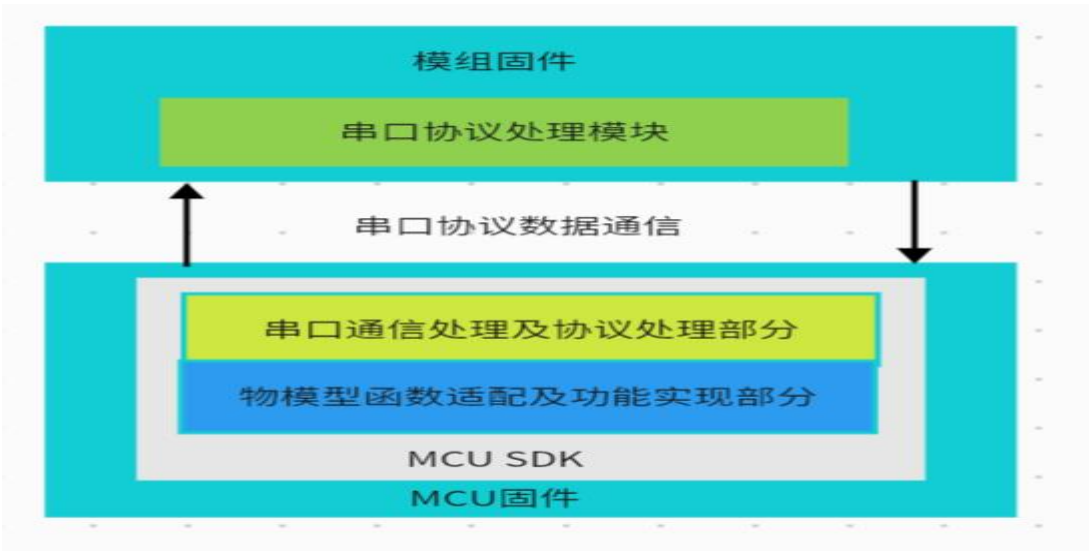 模组固件
串口协议处理模块
串口协议数据通信
串口通信处理及协议处理部分
物模型函数适配及功能实现部分
MCU SDK
MCU固件